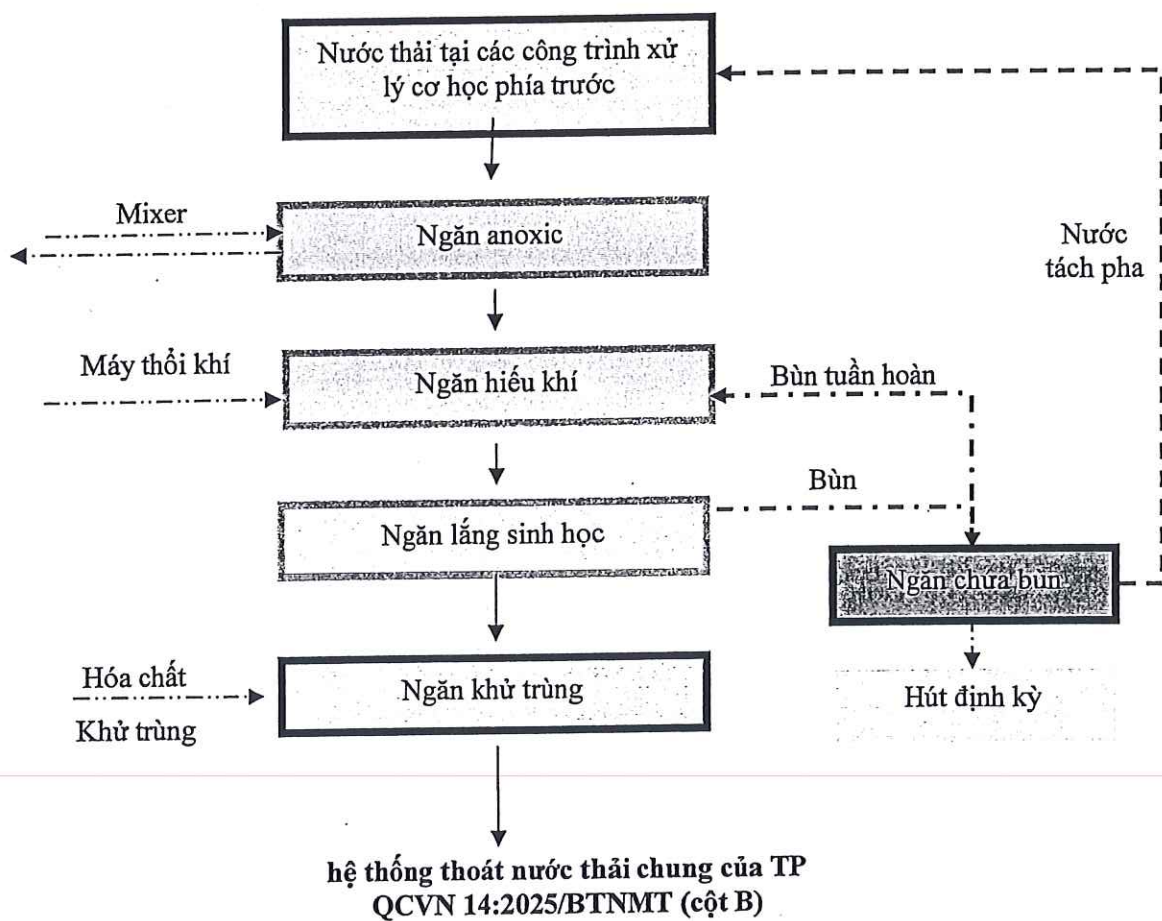 Nước thải tại các công trình xử
lý cơ học phía trước
Mixer
Ngăn anoxic
Nước
tách pha
Máy thổi khí
Ngăn hiếu khí
Bùn tuần hoàn
Bùn
Ngăn lắng sinh học
Ngăn chứa bùn
Hóa chất
Khử trùng
Ngăn khử trùng
Hút định kỳ
hệ thống thoát nước thải chung của TP
QCVN 14:2025/BTNMT (cột B)